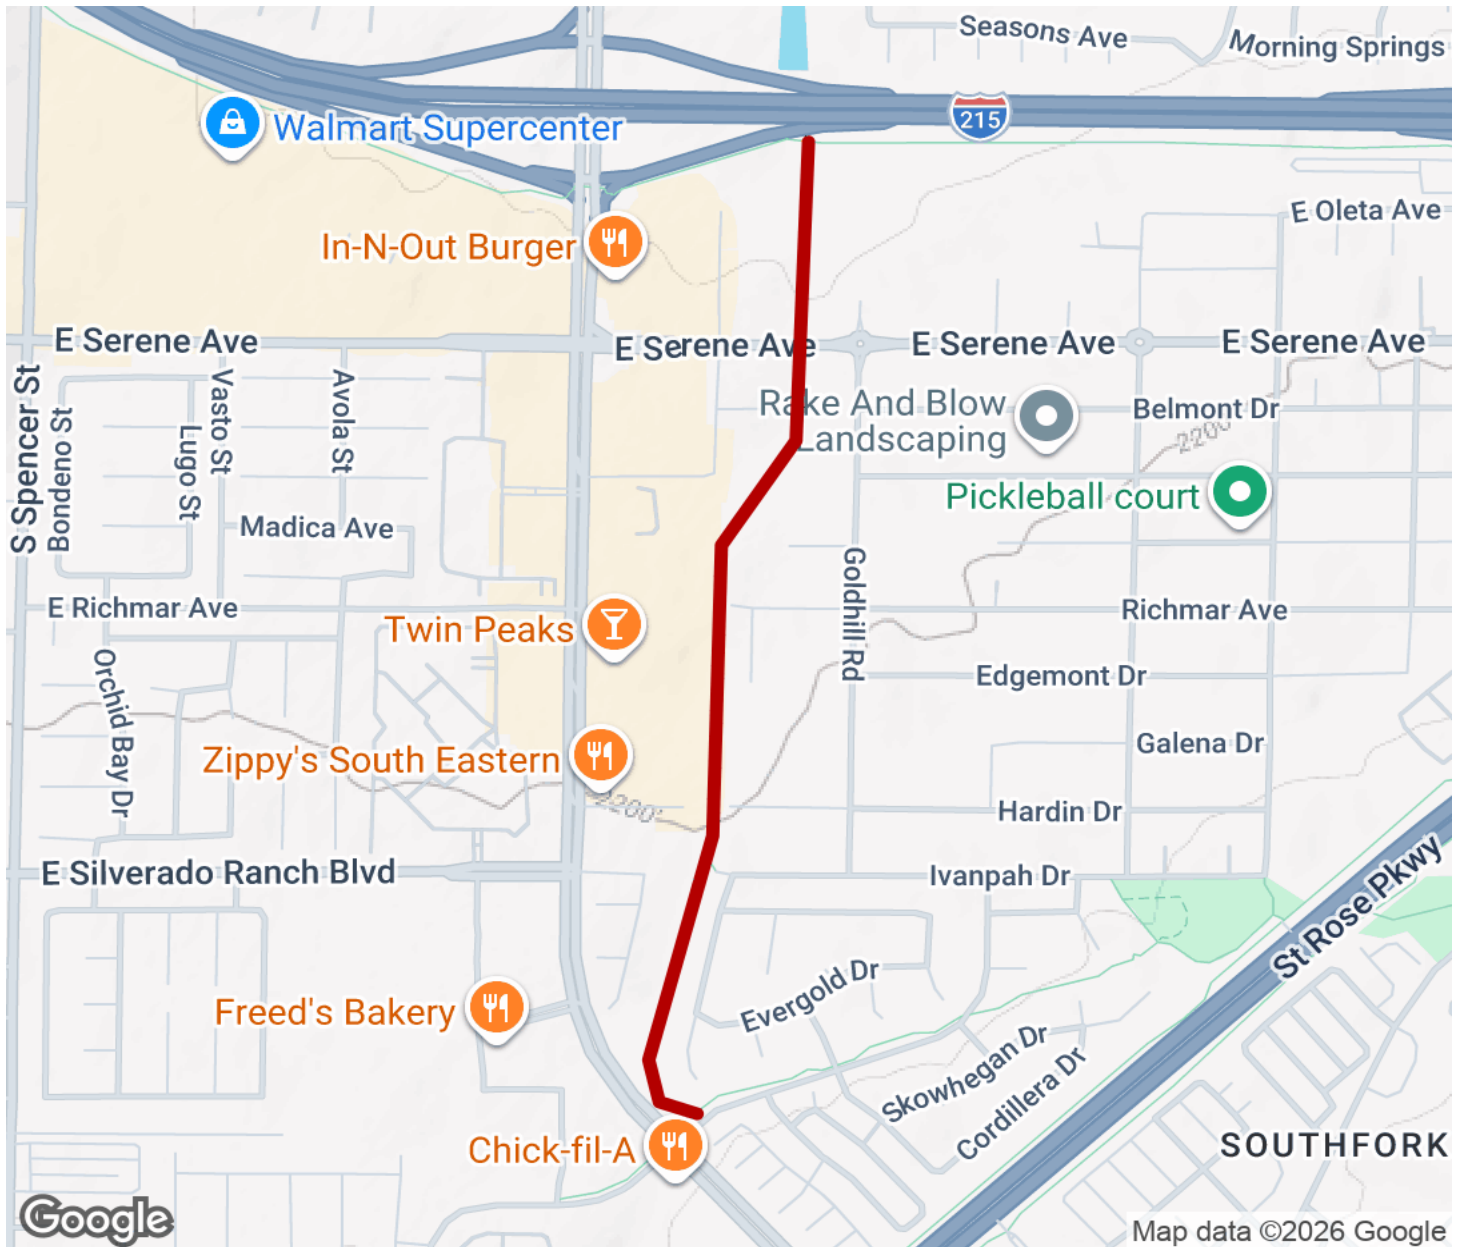 Seasons Ave
Morning Springs
Walmart Supercenter
215
E Oleta Ave
In-N-Out Burger
E Serene Ave
E Serene Ave
E Serene Ave
E Serene Ave
S Spencer St
Bondeno St
Lugo St
Vasto St
Avola St
Rake And Blow
Landscaping
Belmont Dr
2200'
Pickleball court
Madica Ave
Goldhill Rd
E Richmar Ave
Twin Peaks
Richmar Ave
Edgemont Dr
Orchid Bay Dr
Zippy's South Eastern
Galena Dr
2200'
Hardin Dr
E Silverado Ranch Blvd
Ivanpah Dr
St Rose Pkwy
Evergold Dr
Freed's Bakery
Skowhegan Dr
Cordillera Dr
Chick-fil-A
SOUTHFORK
Google
Map data ©2026 Google